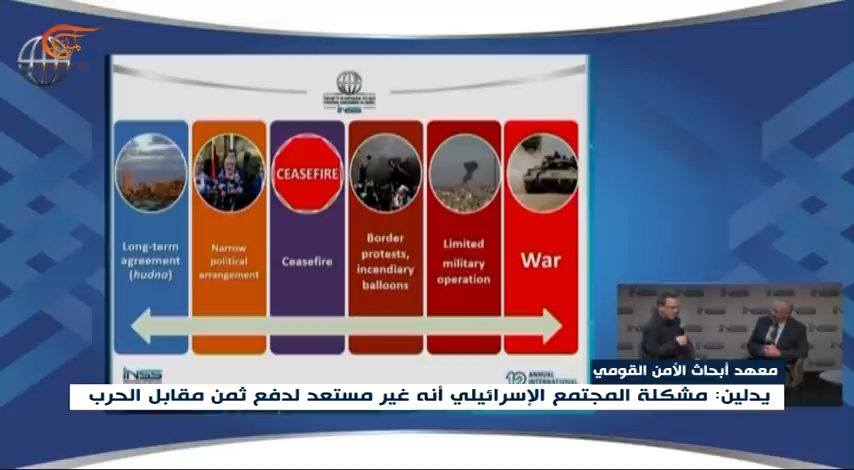 iNSS
CEASEFIRE
Long-term
agreement
(hudna)
Narrow
political
arrangement
Ceasefire
Border
protests,
incendiary
balloons
Limited
military
operation
War
iNSS
12 ANNUAL
INTERNATIONAL
معهد أبحاث الأمن القومي
يدلين: مشكلة المجتمع الإسرائيلي أنه غير مستعد لدفع ثمن مقابل الحرب